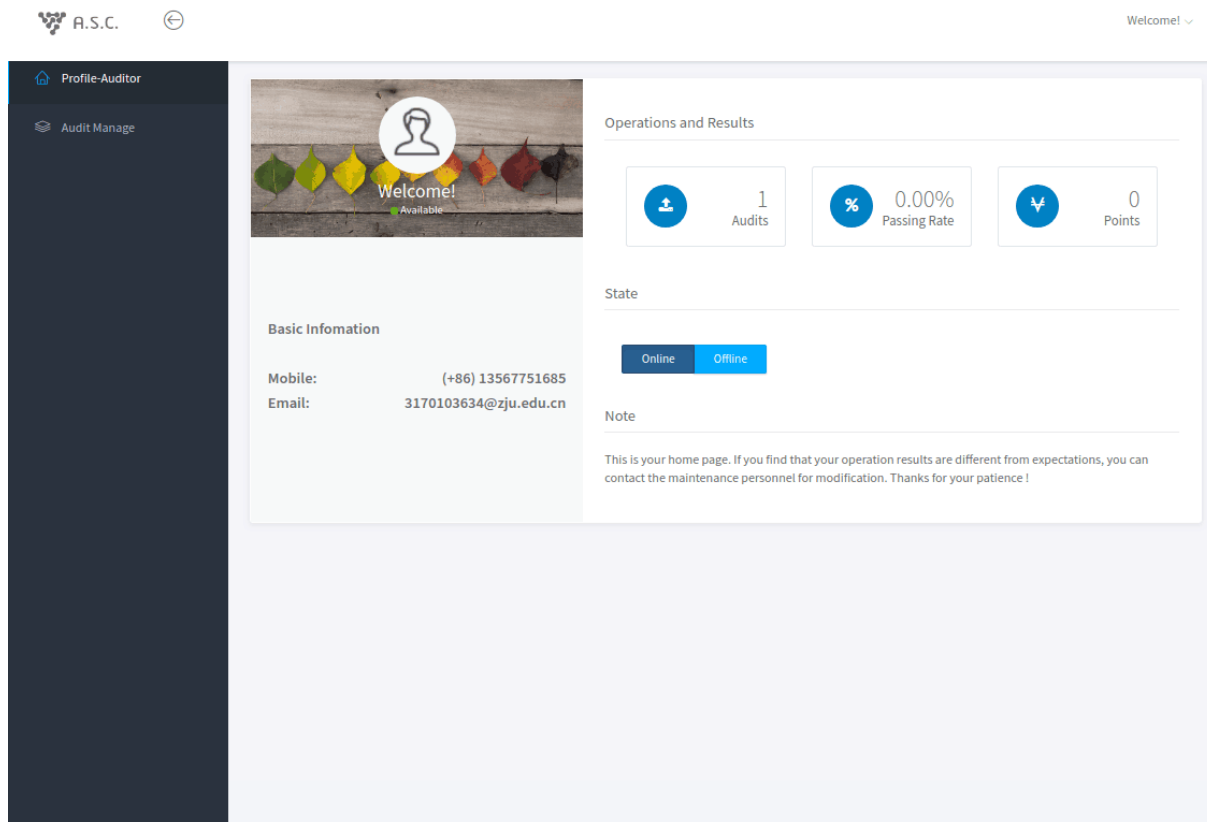 A.S.C.
Welcome!
Profile-Auditor
Audit Manage
Welcome!
Available
Basic Infomation
Mobile: (+86) 13567751685
Email: 3170103634@zju.edu.cn
Operations and Results
1
Audits
%
0.00%
Passing Rate
0
Points
State
Online Offline
Note
This is your home page. If you find that your operation results are different from expectations, you can
contact the maintenance personnel for modification. Thanks for your patience !